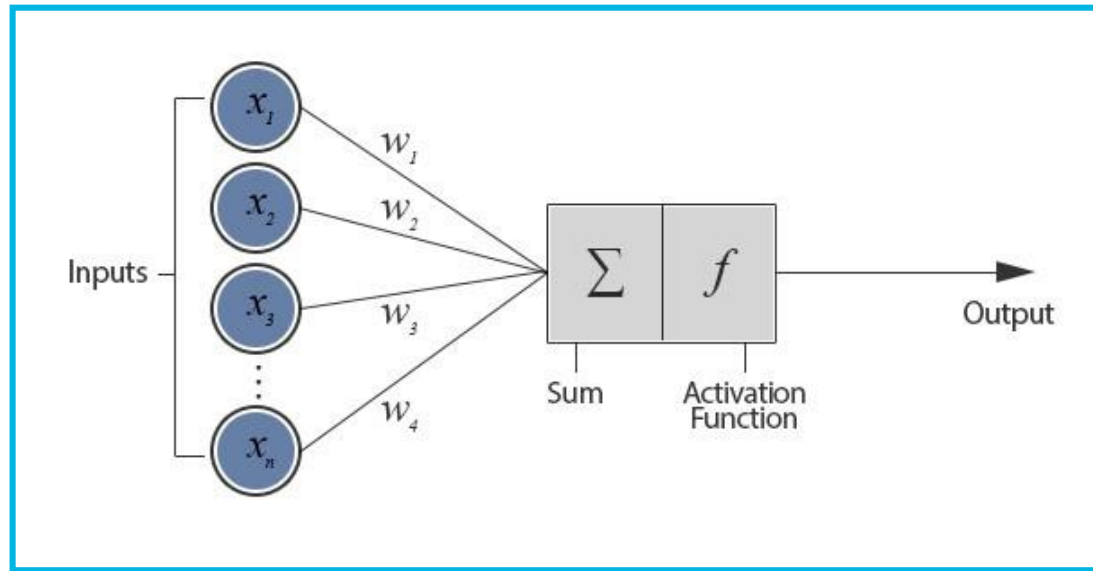 x₁
w₁
x₂
w₂
Inputs
x₃
w₃
∑
f
Output
Sum
Activation
Function
w₄
xₙ